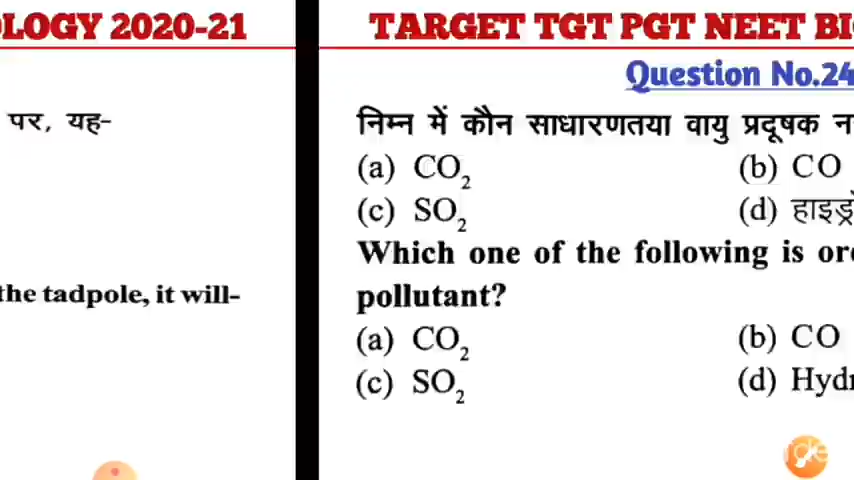 LOGY 2020-21
पर, यह-
the tadpole, it will-
TARGET TGT PGT NEET BI
Question No.24
निम्न में कौन साधारणतया वायु प्रदूषक न
(a) CO₂ (b) CO
(c) SO₂ (d) हाइड्रो
Which one of the following is or
pollutant?
(a) CO₂ (b) CO
(c) SO₂ (d) Hyd